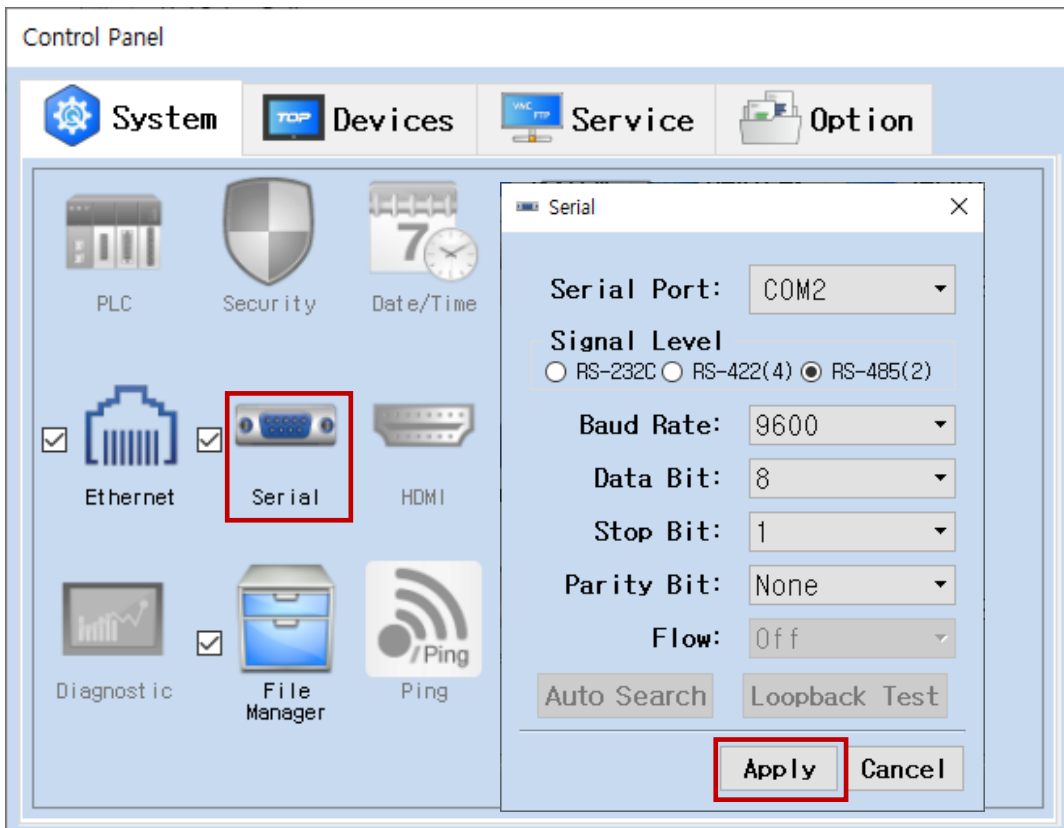 Control Panel
System
TOP
Devices
VNC
FTP
Service
Option
7
PLC
Security
Date/Time
Ethernet
Serial
HDMI
/Ping
Diagnostic
File
Manager
Ping
Serial
Serial Port: COM2
Signal Level
RS-232C RS-422(4) RS-485(2)
Baud Rate: 9600
Data Bit: 8
Stop Bit: 1
Parity Bit: None
Flow: Off
Auto Search Loopback Test
Apply Cancel